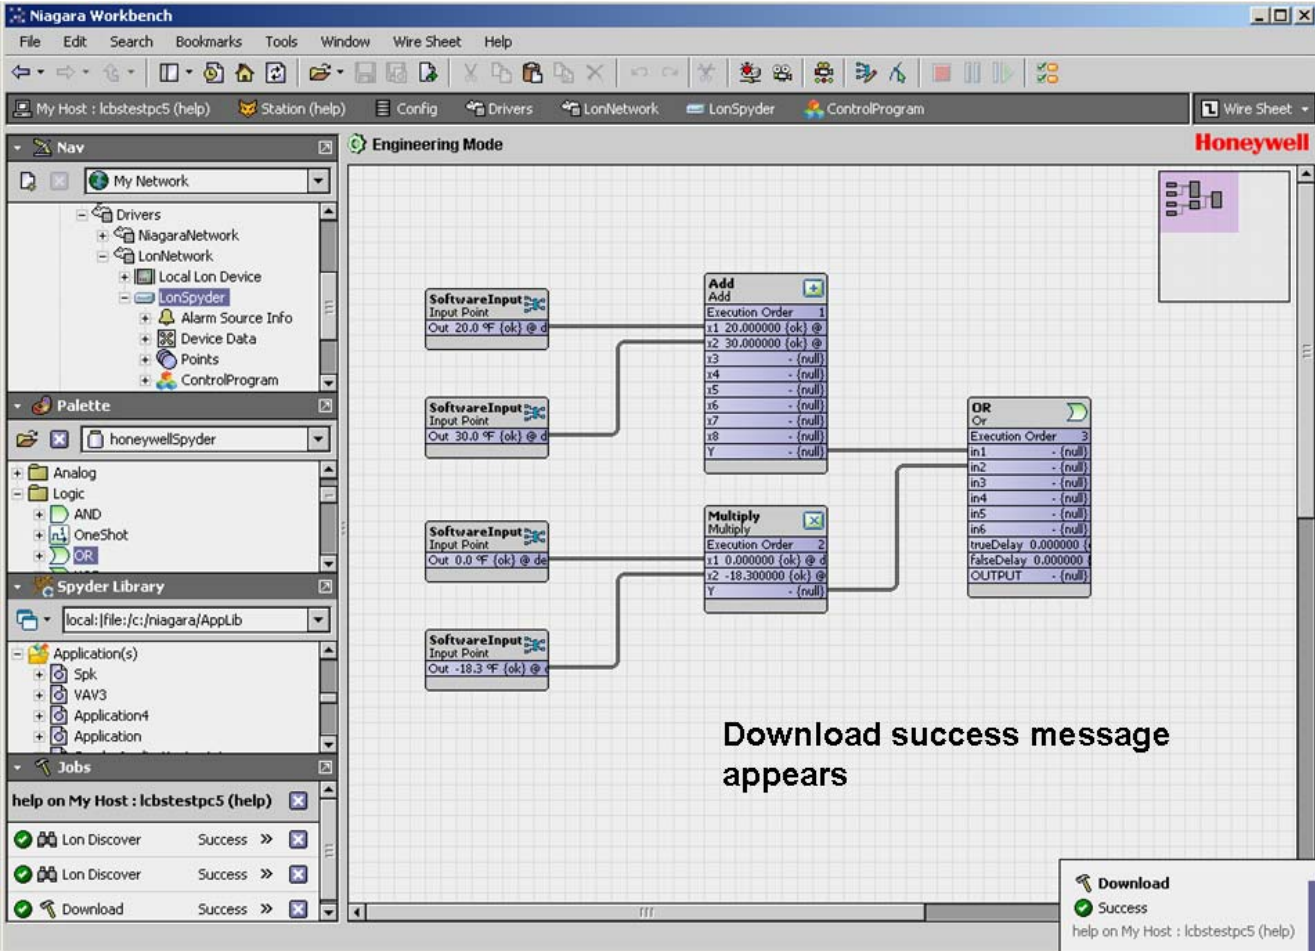 Niagara Workbench
File Edit Search Bookmarks Tools Window Wire Sheet Help
My Host : lcbstestpc5 (help) Station (help) Config Drivers LonNetwork LonSpyder ControlProgram Wire Sheet
Nav
My Network
Drivers
NiagaraNetwork
LonNetwork
Local Lon Device
LonSpyder
Alarm Source Info
Device Data
Points
ControlProgram
Palette
honeywellSpyder
Analog
Logic
AND
OneShot
OR
Spyder Library
local:|file:/c:/niagara/AppLib
Application(s)
Spk
VAV3
Application4
Application
Jobs
help on My Host : lcbstestpc5 (help)
Lon Discover Success »
Lon Discover Success »
Download Success »
Engineering Mode
Honeywell
SoftwareInput
Input Point
Out 20.0 ºF {ok} @ d
SoftwareInput
Input Point
Out 30.0 ºF {ok} @ d
SoftwareInput
Input Point
Out 0.0 ºF {ok} @ de
SoftwareInput
Input Point
Out -18.3 ºF {ok} @
Add
Add
Execution Order 1
x1 20.000000 {ok} @
x2 30.000000 {ok} @
x3 - {null}
x4 - {null}
x5 - {null}
x6 - {null}
x7 - {null}
x8 - {null}
Y - {null}
Multiply
Multiply
Execution Order 2
x1 0.000000 {ok} @ d
x2 -18.300000 {ok} @
Y - {null}
OR
Or
Execution Order 3
in1 - {null}
in2 - {null}
in3 - {null}
in4 - {null}
in5 - {null}
in6 - {null}
trueDelay 0.000000 {
falseDelay 0.000000
OUTPUT - {null}
Download success message
appears
Download
Success
help on My Host : lcbstestpc5 (help)